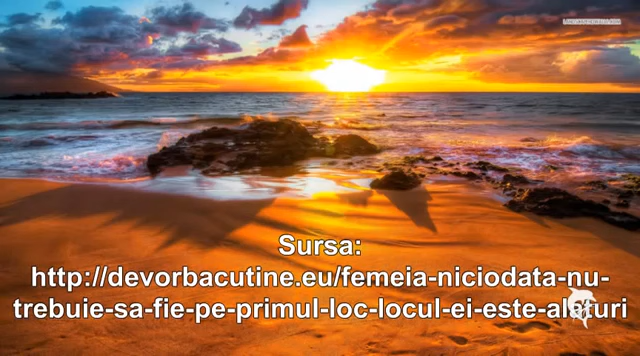 Sursa:
http://devorbacutine.eu/femeia-niciodata-nu-
trebuie-sa-fie-pe-primul-loc-locul-ei-este-alaturi